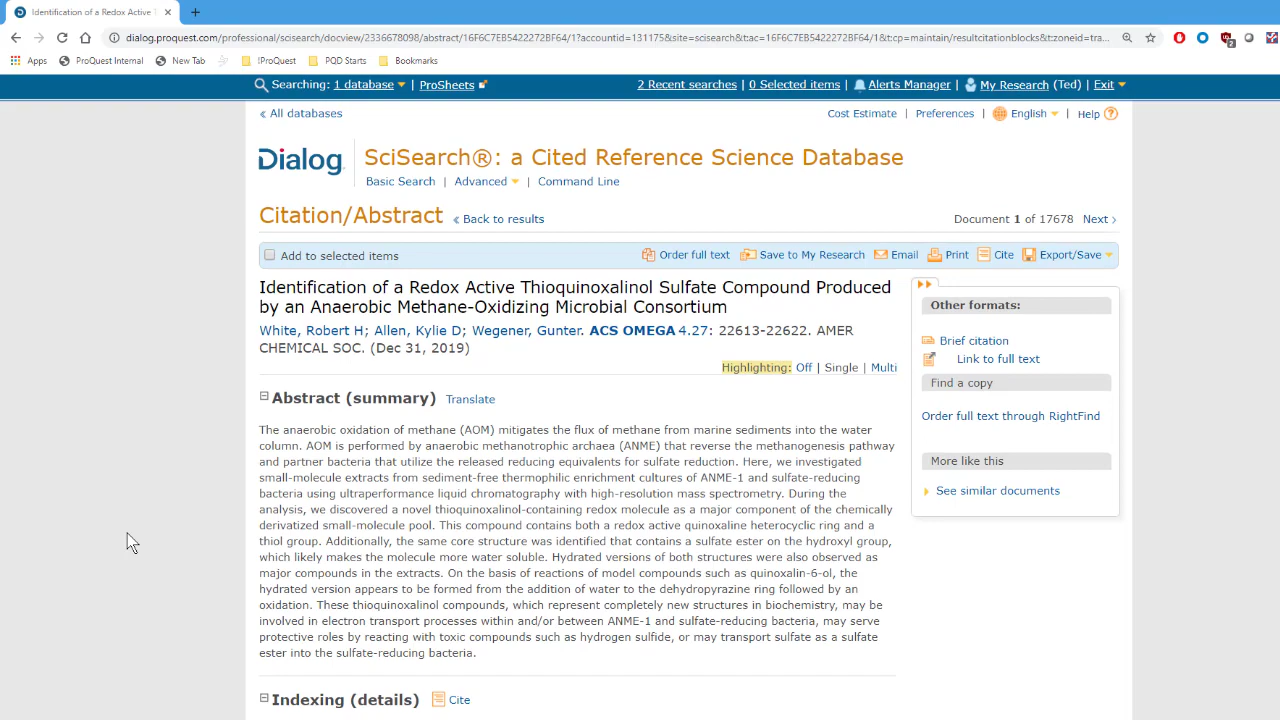 Identification of a Redox Active
dialog.proquest.com/professional/scisearch/docview/2336678098/abstract/16F6C7EB5422272BF64/1?accountid=131175&site=scisearch&tac=16F6C7EB5422272BF64/1&t:cp=maintain/resultcitationblocks&tzoneid=tra...
Apps ProQuest Internal New Tab !ProQuest PQD Starts Bookmarks
Searching: 1 database | ProSheets 2 Recent searches | 0 Selected items | Alerts Manager | My Research (Ted) | Exit
« All databases Cost Estimate | Preferences | English | Help ?
Dialog SciSearch®: a Cited Reference Science Database
Basic Search | Advanced | Command Line
Citation/Abstract « Back to results Document 1 of 17678 Next >
Add to selected items Order full text Save to My Research Email Print Cite Export/Save
Identification of a Redox Active Thioquinoxalinol Sulfate Compound Produced
by an Anaerobic Methane-Oxidizing Microbial Consortium
White, Robert H; Allen, Kylie D; Wegener, Gunter. ACS OMEGA 4.27: 22613-22622. AMER
CHEMICAL SOC. (Dec 31, 2019)
Highlighting: Off | Single | Multi
Abstract (summary) Translate
The anaerobic oxidation of methane (AOM) mitigates the flux of methane from marine sediments into the water
column. AOM is performed by anaerobic methanotrophic archaea (ANME) that reverse the methanogenesis pathway
and partner bacteria that utilize the released reducing equivalents for sulfate reduction. Here, we investigated
small-molecule extracts from sediment-free thermophilic enrichment cultures of ANME-1 and sulfate-reducing
bacteria using ultraperformance liquid chromatography with high-resolution mass spectrometry. During the
analysis, we discovered a novel thioquinoxalinol-containing redox molecule as a major component of the chemically
derivatized small-molecule pool. This compound contains both a redox active quinoxaline heterocyclic ring and a
thiol group. Additionally, the same core structure was identified that contains a sulfate ester on the hydroxyl group,
which likely makes the molecule more water soluble. Hydrated versions of both structures were also observed as
major compounds in the extracts. On the basis of reactions of model compounds such as quinoxalin-6-ol, the
hydrated version appears to be formed from the addition of water to the dehydropyrazine ring followed by an
oxidation. These thioquinoxalinol compounds, which represent completely new structures in biochemistry, may be
involved in electron transport processes within and/or between ANME-1 and sulfate-reducing bacteria, may serve
protective roles by reacting with toxic compounds such as hydrogen sulfide, or may transport sulfate as a sulfate
ester into the sulfate-reducing bacteria.
Indexing (details) Cite
Other formats:
Brief citation
Link to full text
Find a copy
Order full text through RightFind
More like this
See similar documents